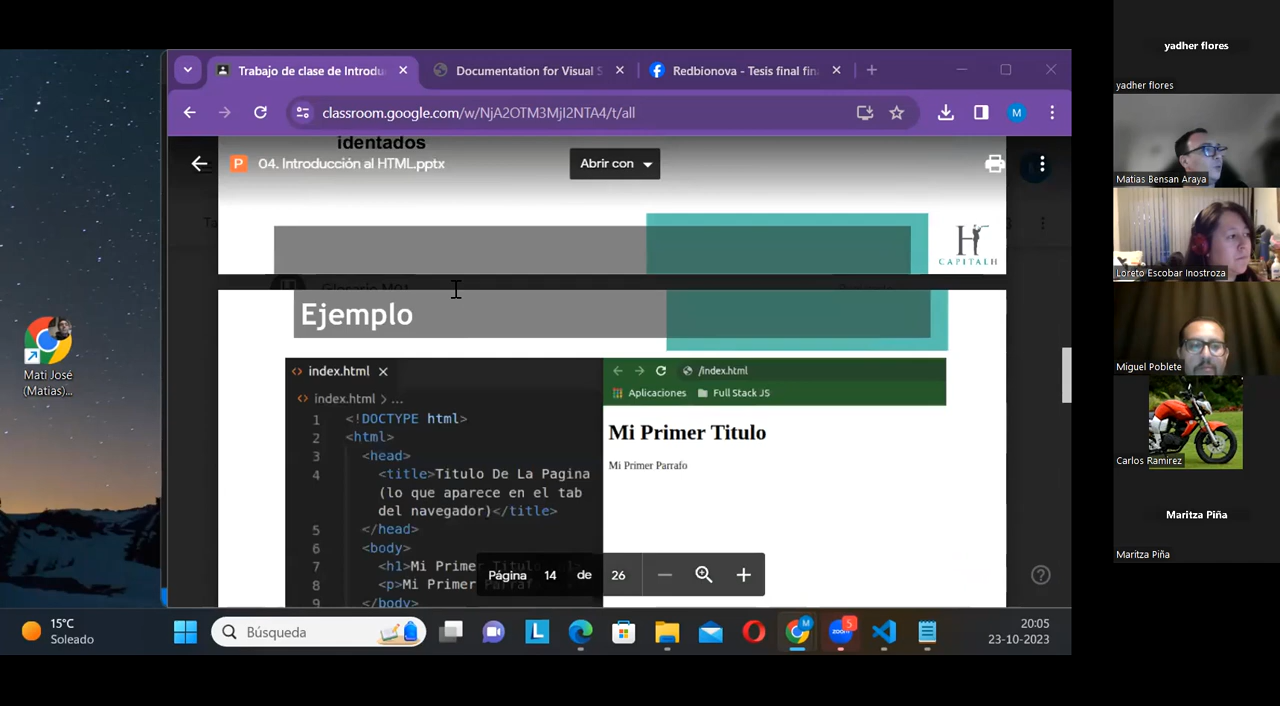 Trabajo de clase de Introdu
Documentation for Visual S
Redbionova - Tesis final fin
classroom.google.com/w/NjA2OTM3MjI2NTA4/t/all
M
identados
P
04. Introducción al HTML.pptx
Abrir con
H
CAPITALH
Ejemplo
index.html
index.html > ...
1 <!DOCTYPE html>
2 <html>
3 <head>
4 <title>Titulo De La Pagina
(lo que aparece en el tab
del navegador)</title>
5 </head>
6 <body>
7 <h1>Mi Primer
8 <p>Mi Primer
9 </body>
/index.html
Aplicaciones
Full Stack JS
Mi Primer Titulo
Mi Primer Parrafo
Página 14 de 26
Mati José
(Matias)...
15°C
Soleado
Búsqueda
L
zoom
5
M
20:05
23-10-2023
yadher flores
yadher flores
Matias Bensan Araya
Loreto Escobar Inostroza
Miguel Poblete
Carlos Ramirez
Maritza Piña
Maritza Piña